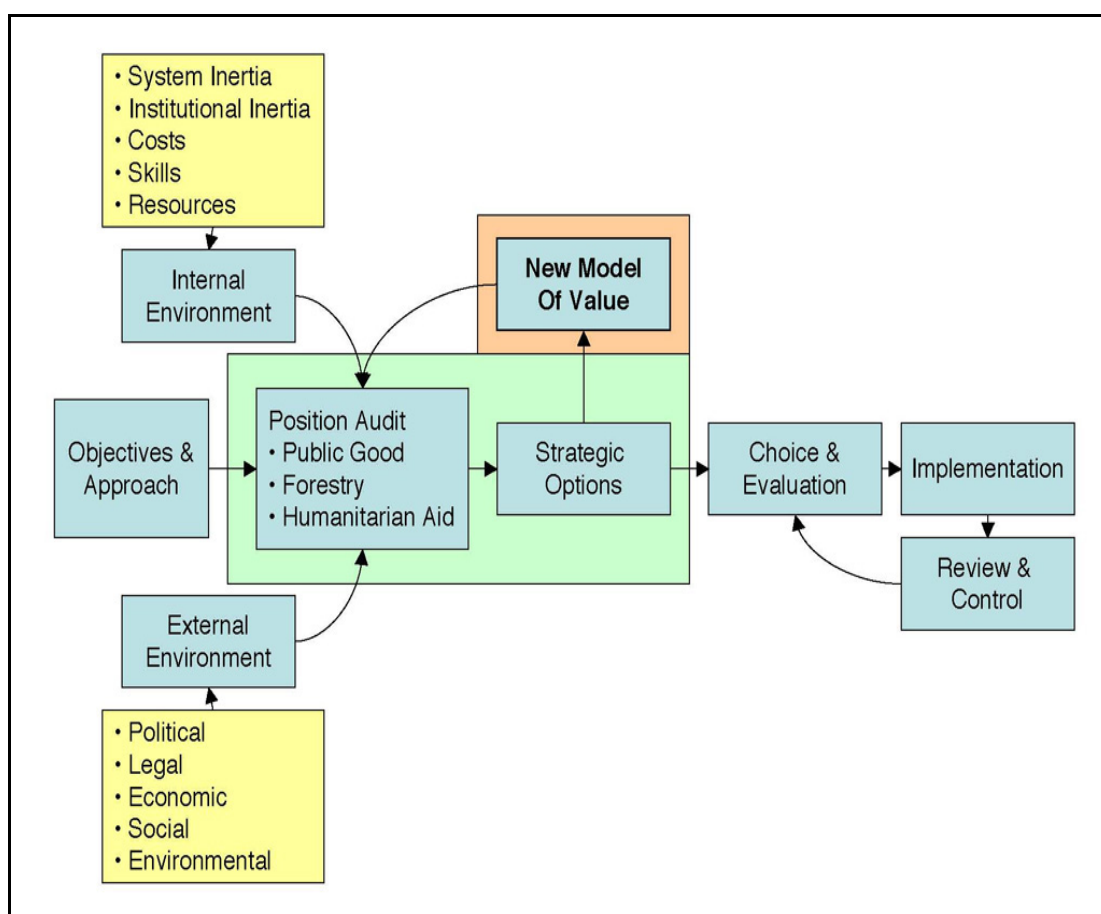 • System Inertia
• Institutional Inertia
• Costs
• Skills
• Resources
Internal
Environment
New Model
Of Value
Objectives &
Approach
Position Audit
• Public Good
• Forestry
• Humanitarian Aid
Strategic
Options
Choice &
Evaluation
Implementation
Review &
Control
External
Environment
• Political
• Legal
• Economic
• Social
• Environmental